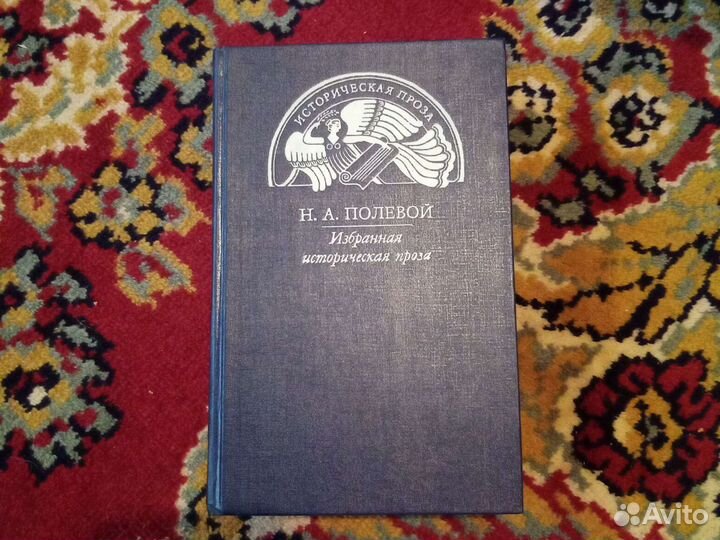 ИСТОРИЧЕСКАЯ ПРОЗА
Н. А. ПОЛЕВОЙ
Избранная
историческая проза
Avito